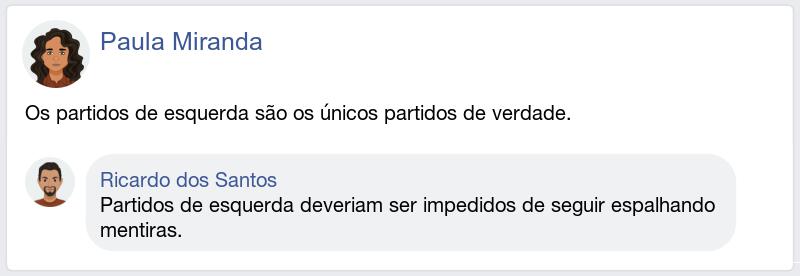 Paula Miranda
Os partidos de esquerda são os únicos partidos de verdade.
Ricardo dos Santos
Partidos de esquerda deveriam ser impedidos de seguir espalhando
mentiras.